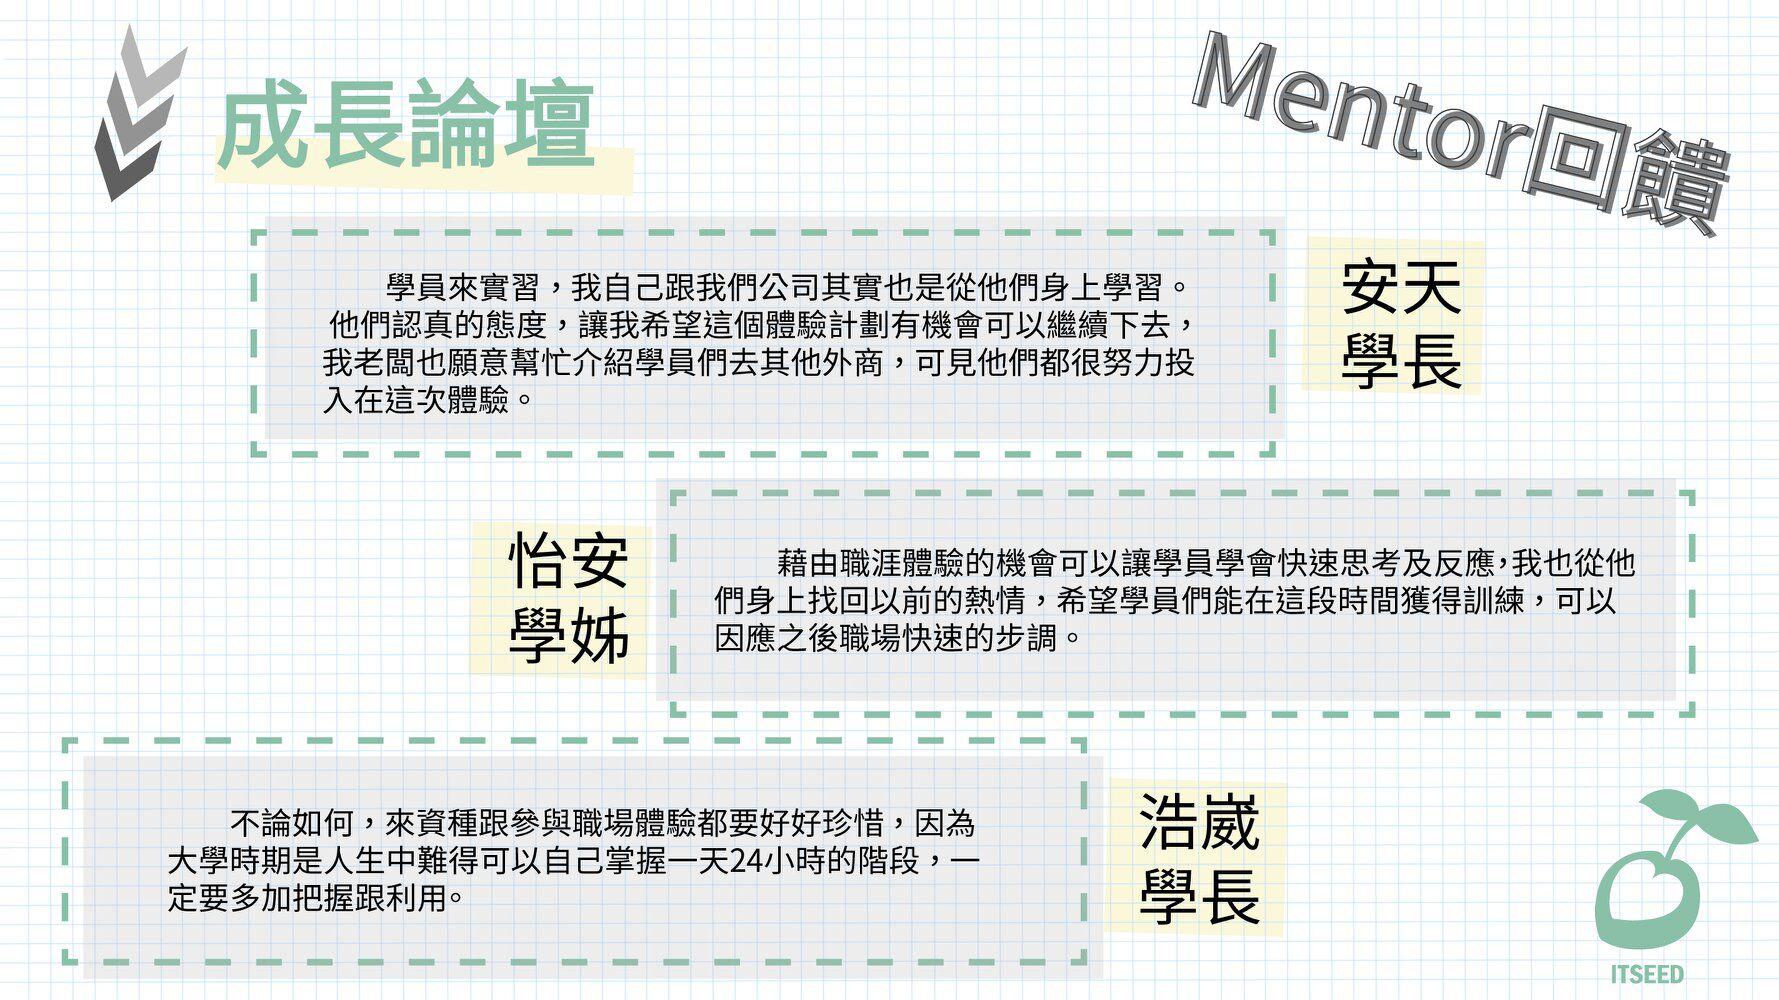 成長論壇
Mentor回饋
學員來實習，我自己跟我們公司其實也是從他們身上學習。
他們認真的態度，讓我希望這個體驗計劃有機會可以繼續下去，
我老闆也願意幫忙介紹學員們去其他外商，可見他們都很努力投
入在這次體驗。
安天
學長
怡安
學姊
藉由職涯體驗的機會可以讓學員學會快速思考及反應,我也從他
們身上找回以前的熱情，希望學員們能在這段時間獲得訓練，可以
因應之後職場快速的步調。
不論如何，來資種跟參與職場體驗都要好好珍惜，因為
大學時期是人生中難得可以自己掌握一天24小時的階段，一
定要多加把握跟利用。
浩崴
學長
ITSEED